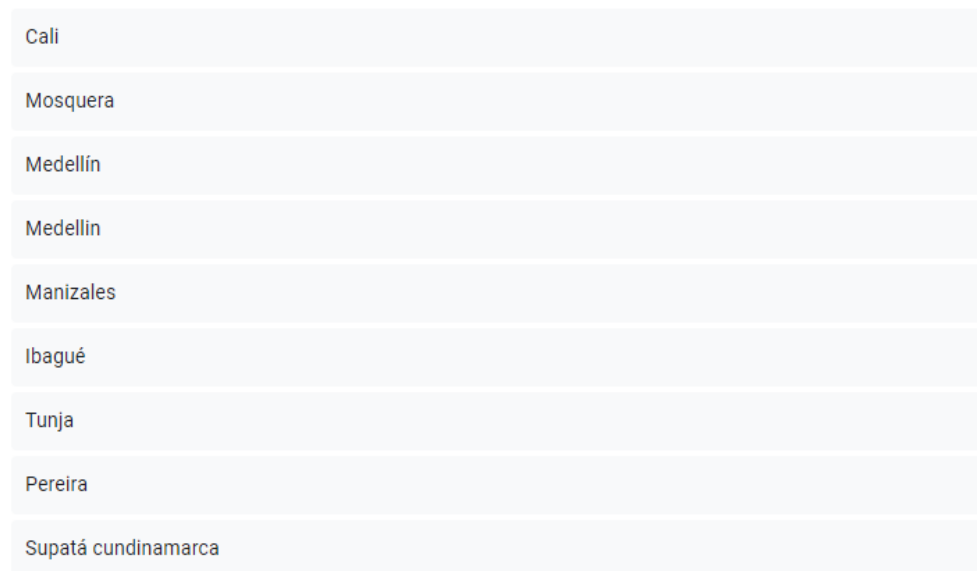 Cali
Mosquera
Medellín
Medellin
Manizales
Ibagué
Tunja
Pereira
Supatá cundinamarca